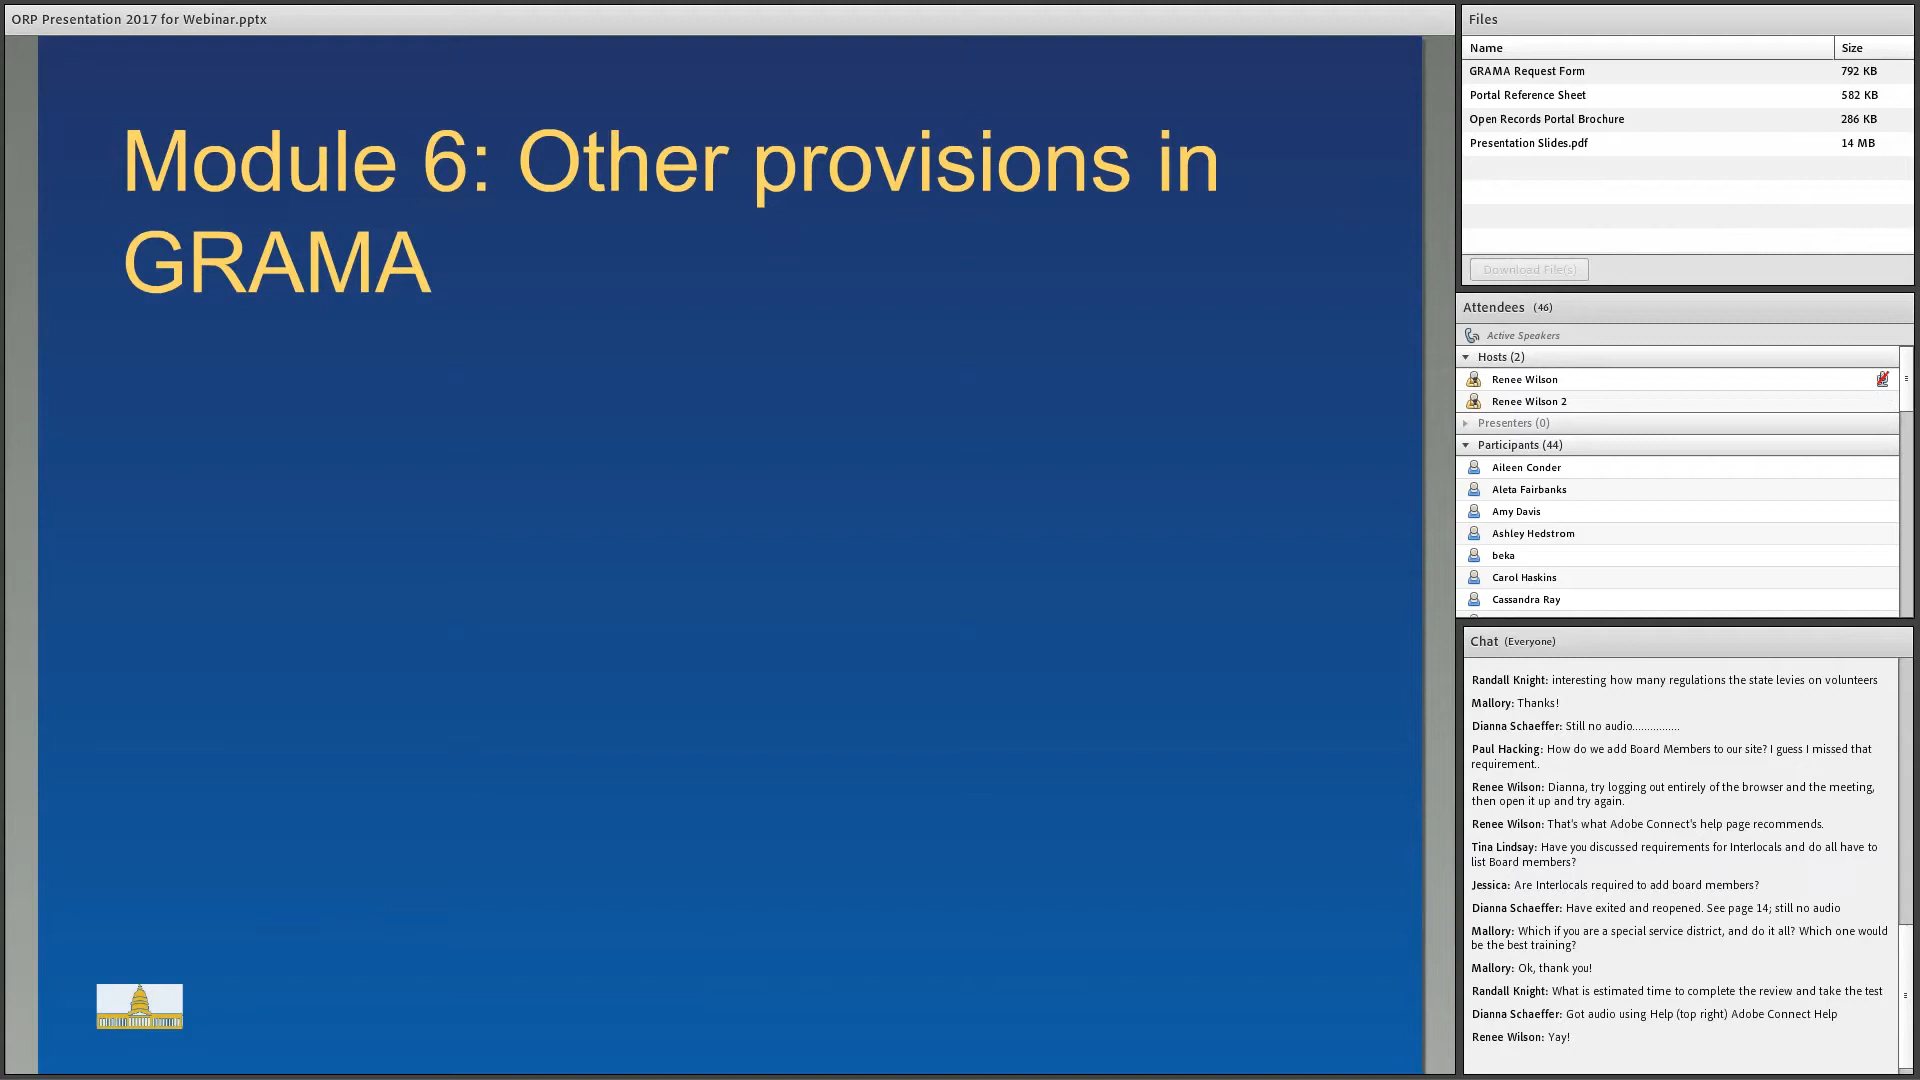 ORP Presentation 2017 for Webinar.pptx
Module 6: Other provisions in
GRAMA
Files
Name Size
GRAMA Request Form 792 KB
Portal Reference Sheet 582 KB
Open Records Portal Brochure 286 KB
Presentation Slides.pdf 14 MB
Download File(s)
Attendees (46)
Active Speakers
Hosts (2)
Renee Wilson
Renee Wilson 2
Presenters (0)
Participants (44)
Aileen Conder
Aleta Fairbanks
Amy Davis
Ashley Hedstrom
beka
Carol Haskins
Cassandra Ray
Chat (Everyone)
Randall Knight: interesting how many regulations the state levies on volunteers
Mallory: Thanks!
Dianna Schaeffer: Still no audio................
Paul Hacking: How do we add Board Members to our site? I guess I missed that
requirement..
Renee Wilson: Dianna, try logging out entirely of the browser and the meeting,
then open it up and try again.
Renee Wilson: That's what Adobe Connect's help page recommends.
Tina Lindsay: Have you discussed requirements for Interlocals and do all have to
list Board members?
Jessica: Are Interlocals required to add board members?
Dianna Schaeffer: Have exited and reopened. See page 14; still no audio
Mallory: Which if you are a special service district, and do it all? Which one would
be the best training?
Mallory: Ok, thank you!
Randall Knight: What is estimated time to complete the review and take the test
Dianna Schaeffer: Got audio using Help (top right) Adobe Connect Help
Renee Wilson: Yay!